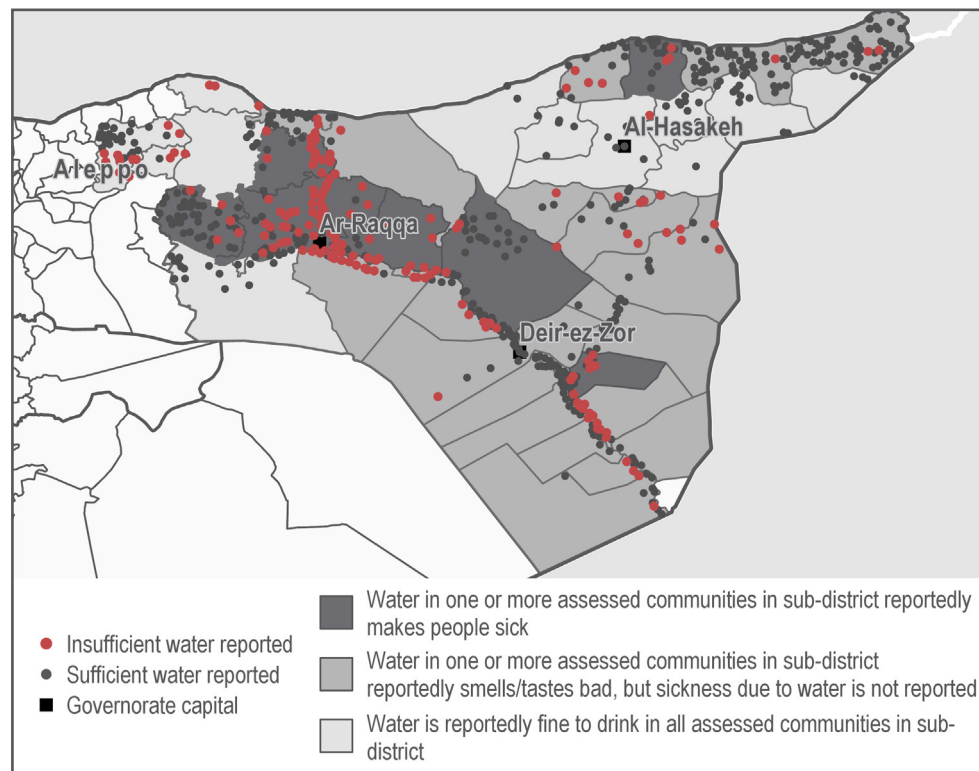 Al-Hasakeh
Aleppo
Ar-Raqqa
Deir-ez-Zor
Insufficient water reported
Sufficient water reported
Governorate capital
Water in one or more assessed communities in sub-district reportedly
makes people sick
Water in one or more assessed communities in sub-district
reportedly smells/tastes bad, but sickness due to water is not reported
Water is reportedly fine to drink in all assessed communities in sub-
district